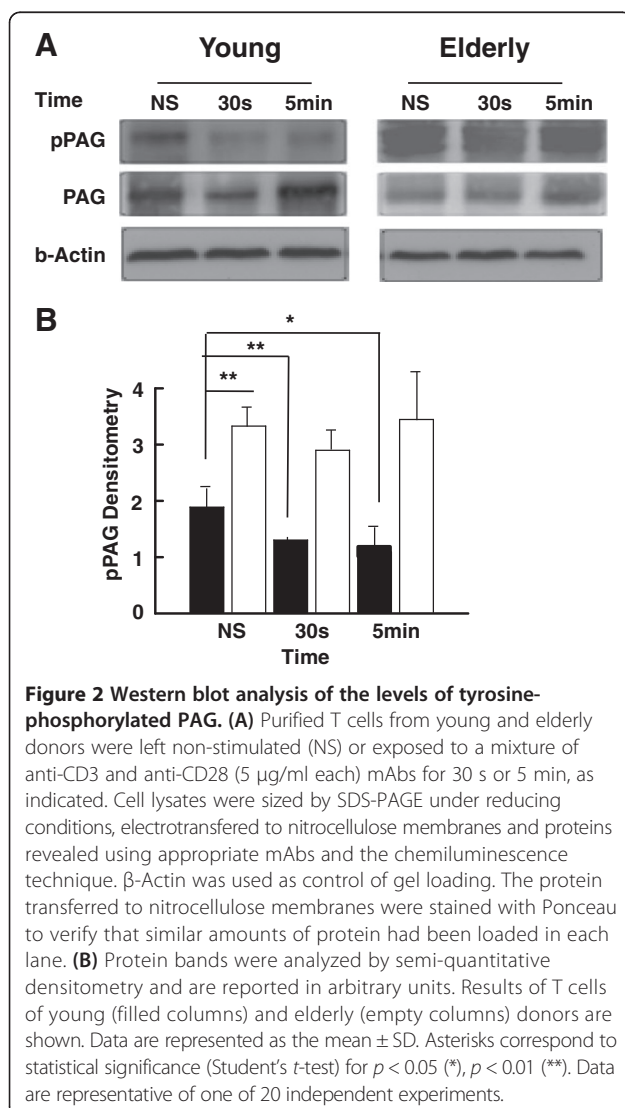 A
Young Elderly
Time NS 30s 5min NS 30s 5min
pPAG
PAG
b-Actin
B
*
**
**
pPAG Densitometry
4
3
2
1
0
NS 30s 5min
Time
Figure 2 Western blot analysis of the levels of tyrosine-
phosphorylated PAG. (A) Purified T cells from young and elderly
donors were left non-stimulated (NS) or exposed to a mixture of
anti-CD3 and anti-CD28 (5 μg/ml each) mAbs for 30 s or 5 min, as
indicated. Cell lysates were sized by SDS-PAGE under reducing
conditions, electrotransfered to nitrocellulose membranes and proteins
revealed using appropriate mAbs and the chemiluminescence
technique. β-Actin was used as control of gel loading. The protein
transferred to nitrocellulose membranes were stained with Ponceau
to verify that similar amounts of protein had been loaded in each
lane. (B) Protein bands were analyzed by semi-quantitative
densitometry and are reported in arbitrary units. Results of T cells
of young (filled columns) and elderly (empty columns) donors are
shown. Data are represented as the mean ± SD. Asterisks correspond to
statistical significance (Student's t-test) for p < 0.05 (*), p < 0.01 (**). Data
are representative of one of 20 independent experiments.